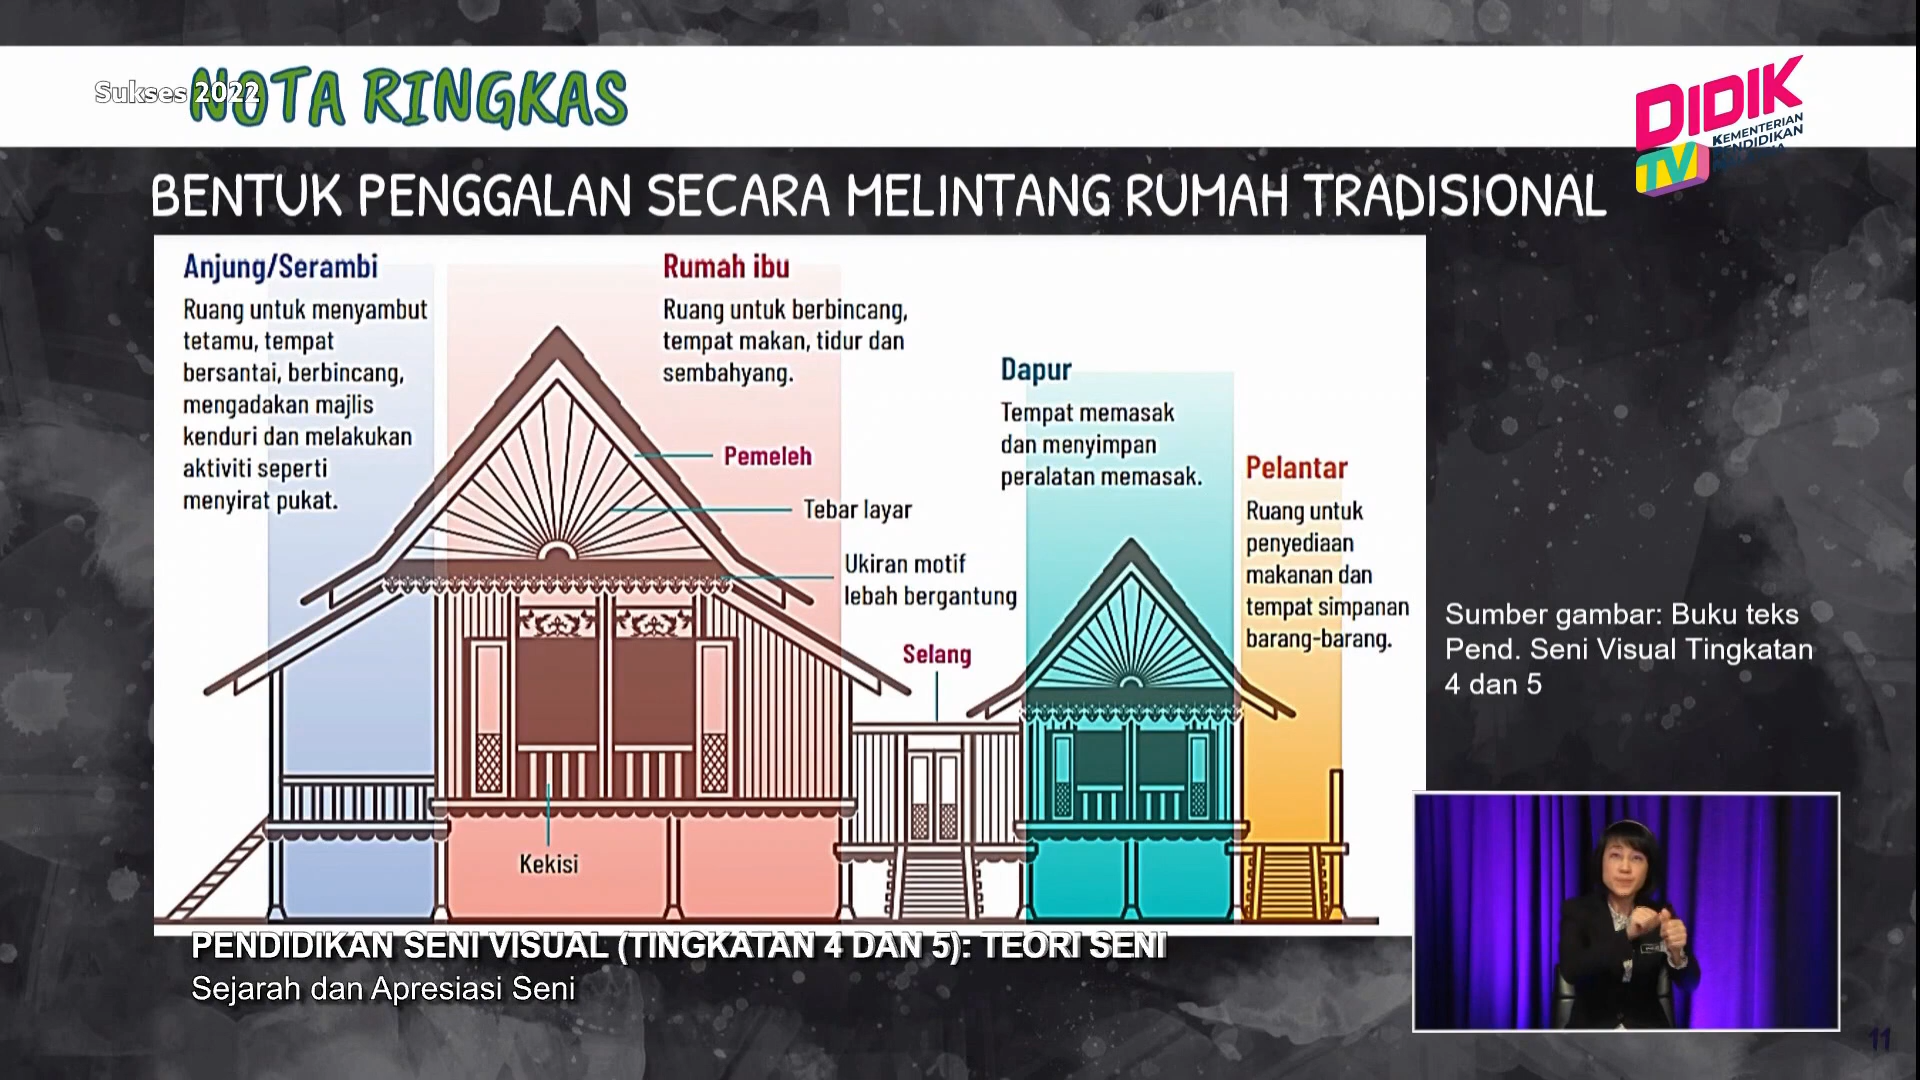 Sukses 2022
NOTA RINGKAS
DIDIK
TV
KEMENTERIAN
PENDIDIKAN
BENTUK PENGGALAN SECARA MELINTANG RUMAH TRADISIONAL
Anjung/Serambi
Ruang untuk menyambut
tetamu, tempat
bersantai, berbincang,
mengadakan majlis
kenduri dan melakukan
aktiviti seperti
menyirat pukat.
Rumah ibu
Ruang untuk berbincang,
tempat makan, tidur dan
sembahyang.
Pemeleh
Tebar layar
Ukiran motif
lebah bergantung
Selang
Kekisi
Dapur
Tempat memasak
dan menyimpan
peralatan memasak.
Pelantar
Ruang untuk
penyediaan
makanan dan
tempat simpanan
barang-barang.
Sumber gambar: Buku teks
Pend. Seni Visual Tingkatan
4 dan 5
PENDIDIKAN SENI VISUAL (TINGKATAN 4 DAN 5): TEORI SENI
Sejarah dan Apresiasi Seni
11